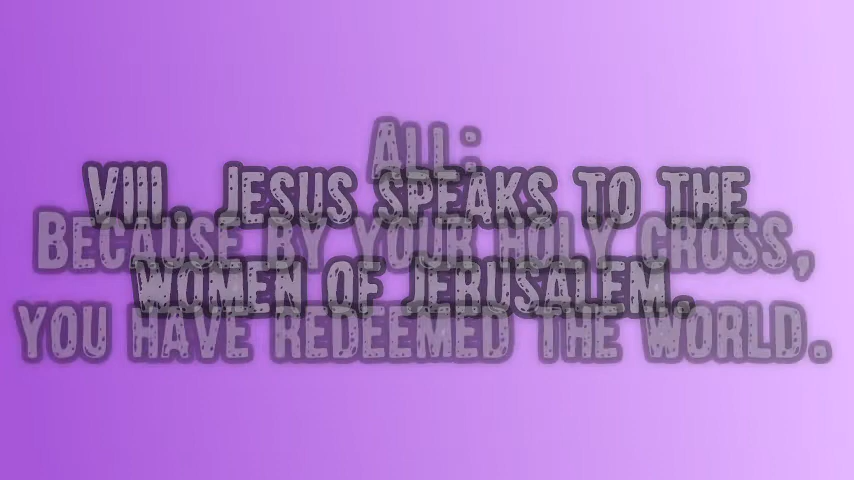 All:
VIII. Jesus speaks to the
Because by your holy cross,
women of Jerusalem.
you have redeemed the world.